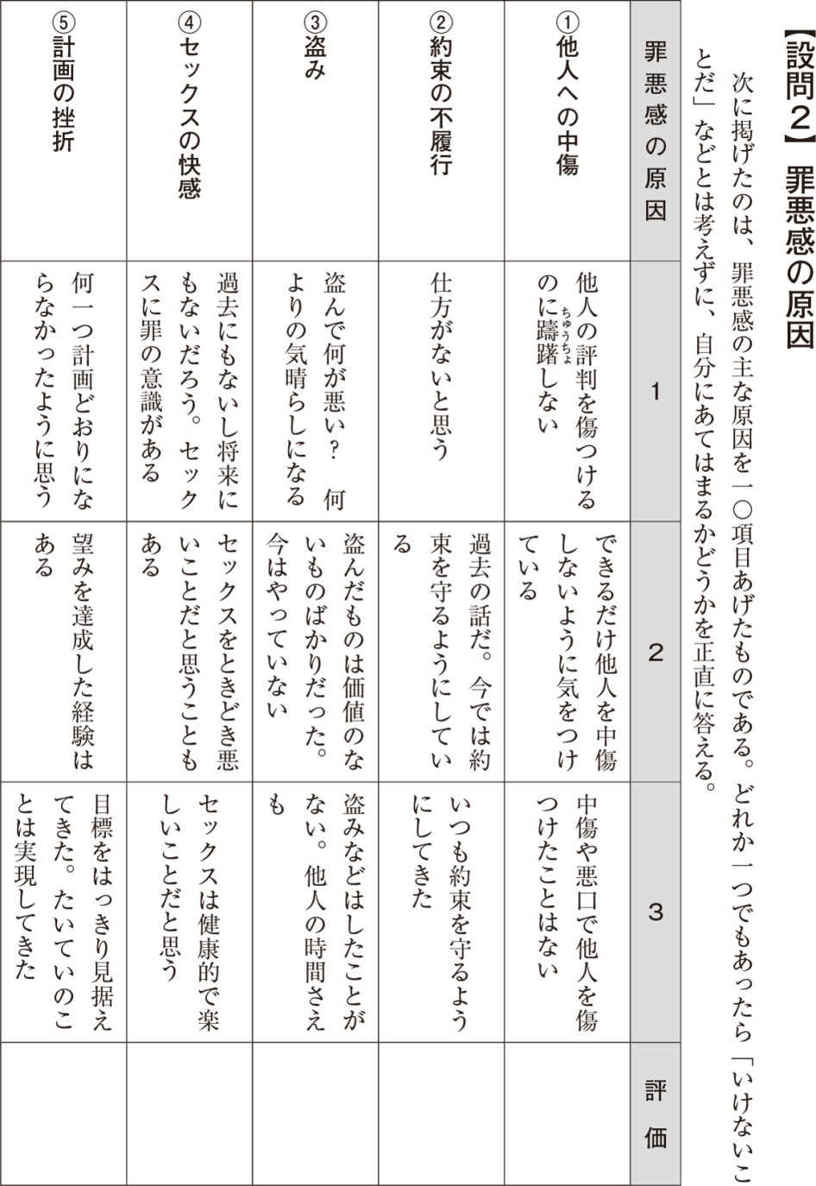 【設問2】 罪悪感の原因
次に掲げたのは、罪悪感の主な原因を一〇項目あげたものである。どれか一つでもあったら「いけないこ
とだ」などとは考えずに、自分にあてはまるかどうかを正直に答える。
罪悪感の原因
1
2
3
評価
①他人への中傷
他人の評判を傷つける
のに躊躇しない
ちゅうちょ
できるだけ他人を中傷
しないように気をつけ
ている
中傷や悪口で他人を傷
つけたことはない
②約束の不履行
仕方がないと思う
過去の話だ。今では約
束を守るようにしてい
る
いつも約束を守るよう
にしてきた
③盗み
盗んで何が悪い? 何
よりの気晴らしになる
盗んだものは価値のな
いものばかりだった。
今はやっていない
盗みなどはしたことが
ない。他人の時間さえ
も
④セックスの快感
過去にもないし将来に
もないだろう。セック
スに罪の意識がある
セックスをときどき悪
いことだと思うことも
ある
セックスは健康的で楽
しいことだと思う
⑤計画の挫折
何一つ計画どおりにな
らなかったように思う
望みを達成した経験は
ある
目標をはっきり見据え
てきた。たいていのこ
とは実現してきた